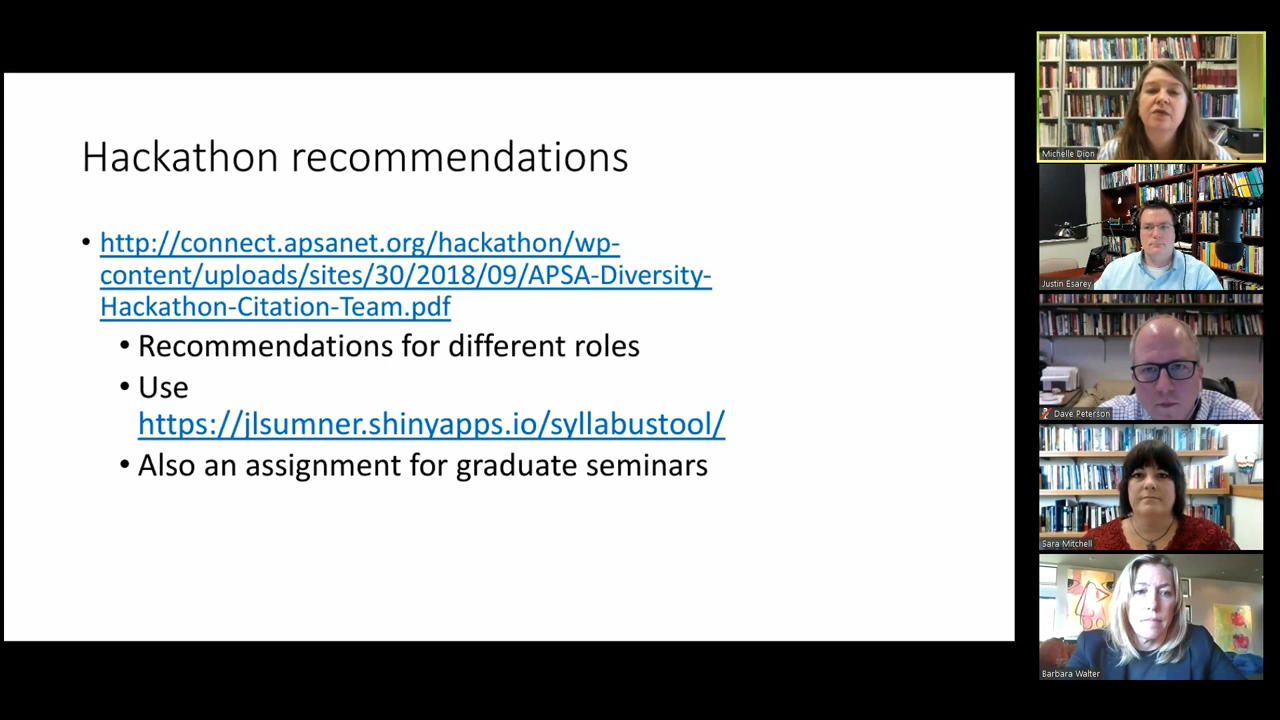 Hackathon recommendations
• http://connect.apsanet.org/hackathon/wp-
content/uploads/sites/30/2018/09/APSA-Diversity-
Hackathon-Citation-Team.pdf
• Recommendations for different roles
• Use
https://jlsumner.shinyapps.io/syllabustool/
• Also an assignment for graduate seminars
Michelle Dion
Justin Esarey
Dave Peterson
Sara Mitchell
Barbara Walter